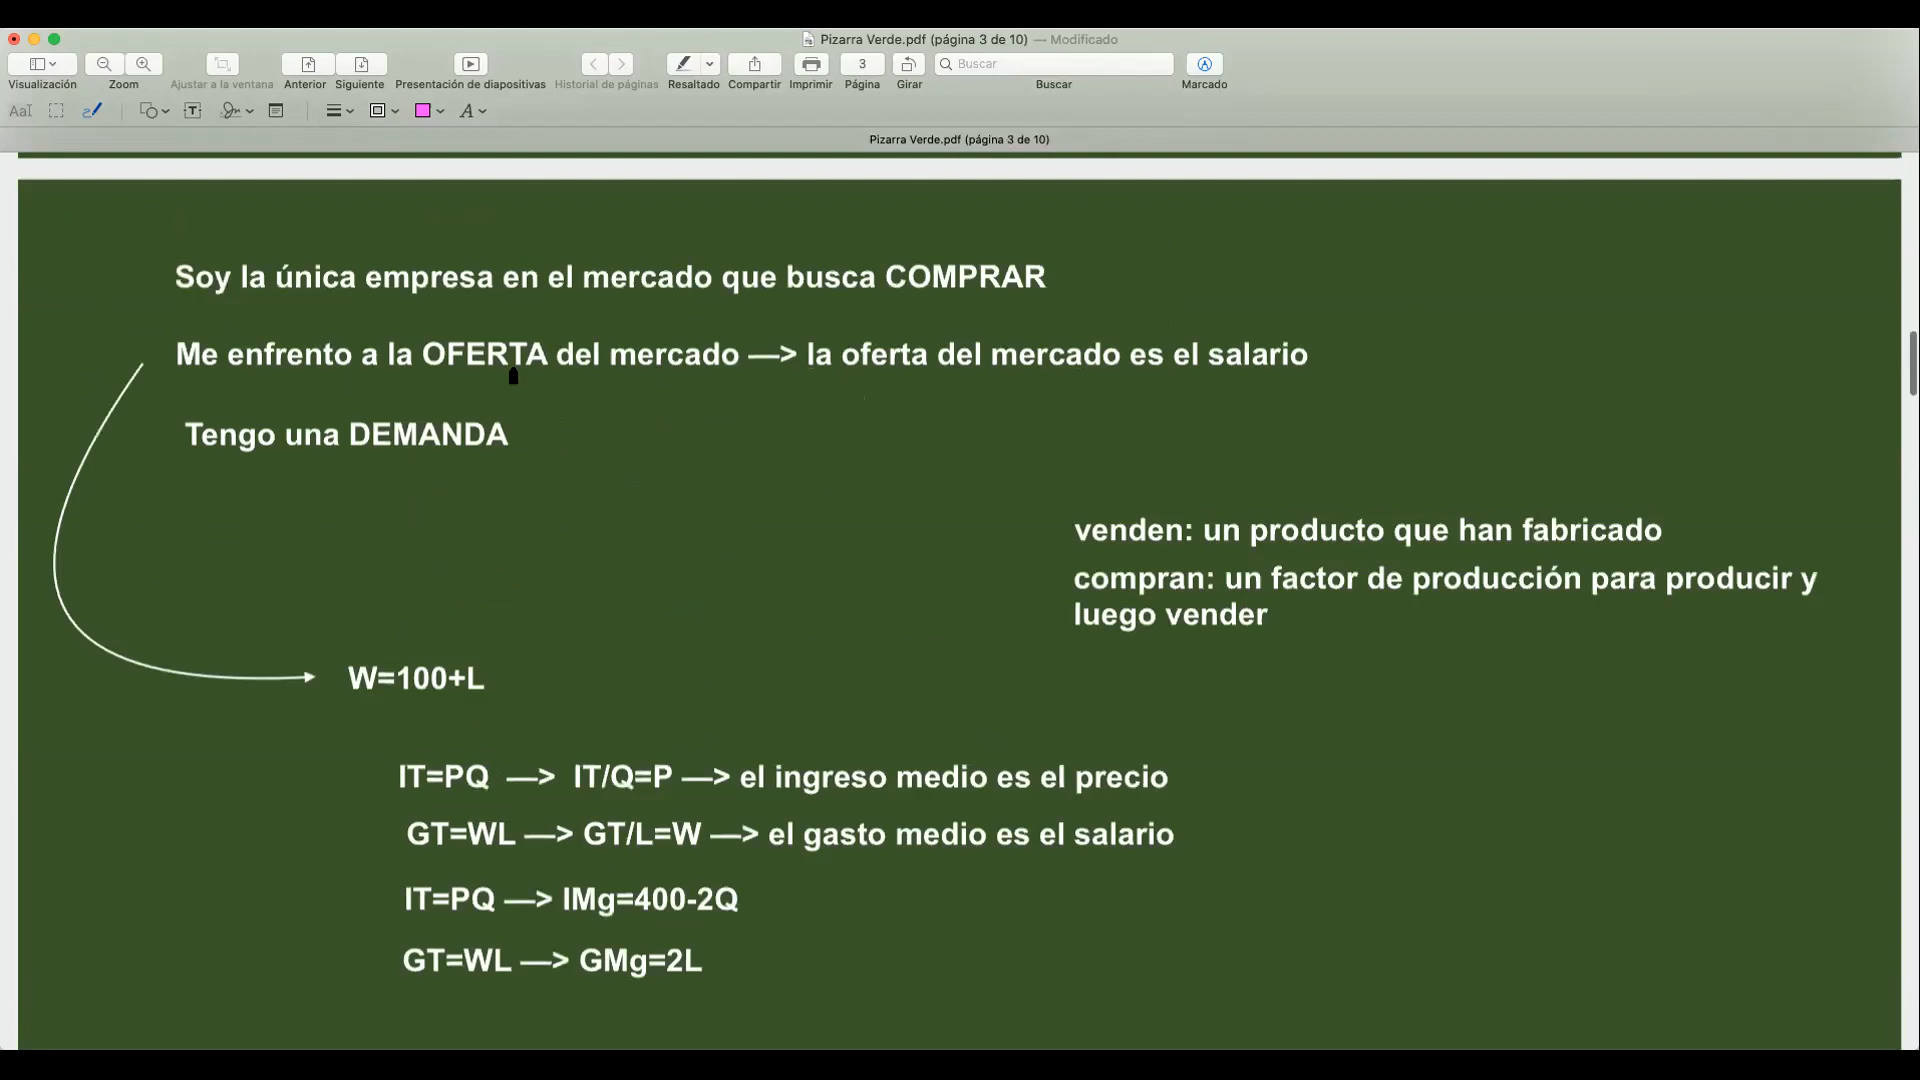 Pizarra Verde.pdf (página 3 de 10) — Modificado
Visualización
Zoom
Ajustar a la ventana
Anterior
Siguiente
Presentación de diapositivas
Historial de páginas
Resaltado
Compartir
Imprimir
3
Página
Girar
Buscar
Buscar
Marcado
Pizarra Verde.pdf (página 3 de 10)
Soy la única empresa en el mercado que busca COMPRAR
Me enfrento a la OFERTA del mercado —> la oferta del mercado es el salario
Tengo una DEMANDA
venden: un producto que han fabricado
compran: un factor de producción para producir y
luego vender
W=100+L
IT=PQ —> IT/Q=P —> el ingreso medio es el precio
GT=WL —> GT/L=W —> el gasto medio es el salario
IT=PQ —> IMg=400-2Q
GT=WL —> GMg=2L